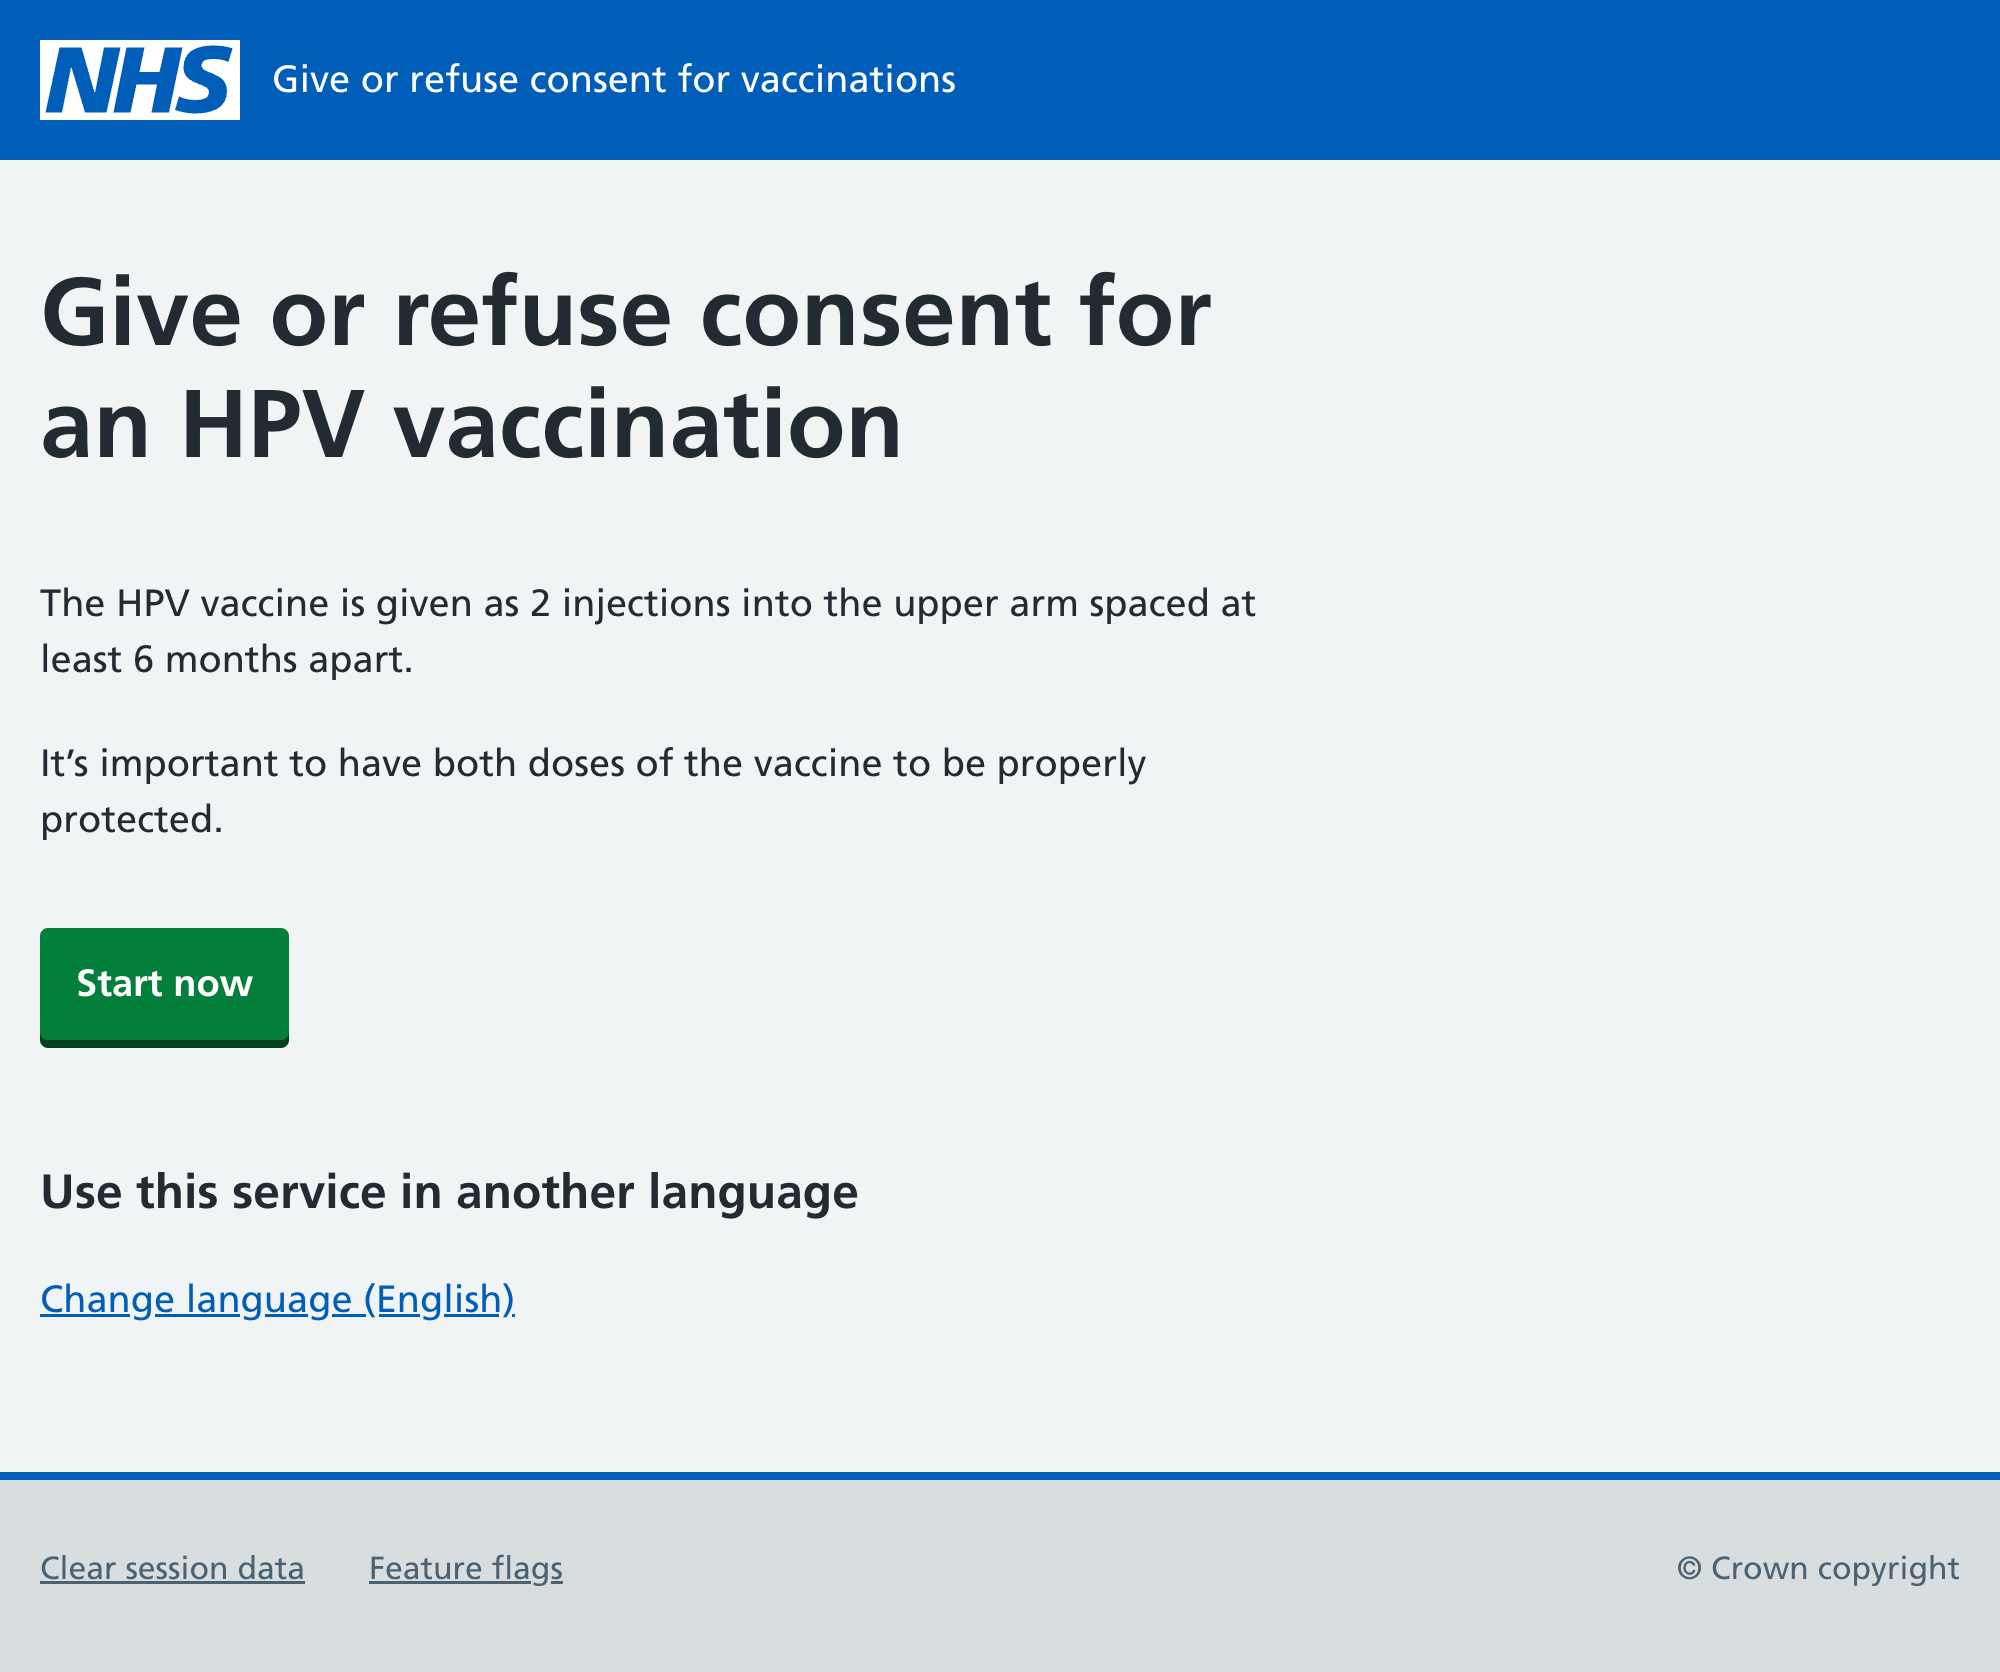 NHS
Give or refuse consent for vaccinations
Give or refuse consent for
an HPV vaccination
The HPV vaccine is given as 2 injections into the upper arm spaced at
least 6 months apart.
It’s important to have both doses of the vaccine to be properly
protected.
Start now
Use this service in another language
Change language (English)
Clear session data
Feature flags
© Crown copyright